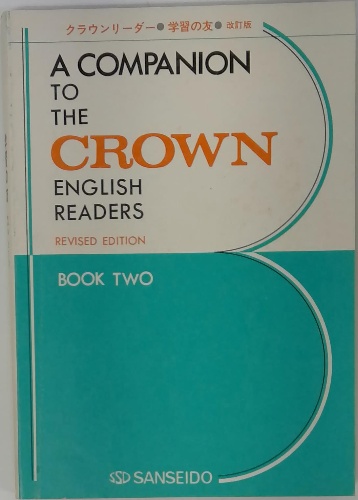 クラウンリーダー●学習の友●改訂版
A COMPANION
TO
THE
CROWN
ENGLISH
READERS
REVISED EDITION
BOOK TWO
SSD SANSEIDO